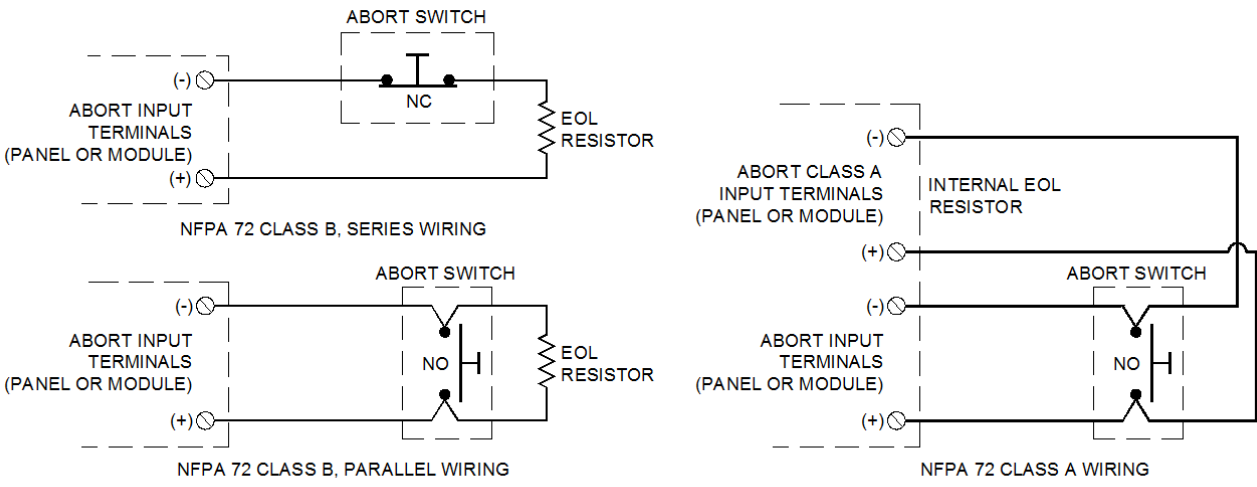 ABORT SWITCH
(-)
NC
ABORT INPUT
TERMINALS
(PANEL OR MODULE)
EOL
RESISTOR
(+)
NFPA 72 CLASS B, SERIES WIRING
ABORT SWITCH
(-)
ABORT INPUT
TERMINALS
(PANEL OR MODULE)
NO
EOL
RESISTOR
(+)
NFPA 72 CLASS B, PARALLEL WIRING
(-)
ABORT CLASS A
INPUT TERMINALS
(PANEL OR MODULE)
INTERNAL EOL
RESISTOR
(+)
ABORT SWITCH
(-)
ABORT INPUT
TERMINALS
(PANEL OR MODULE)
NO
(+)
NFPA 72 CLASS A WIRING